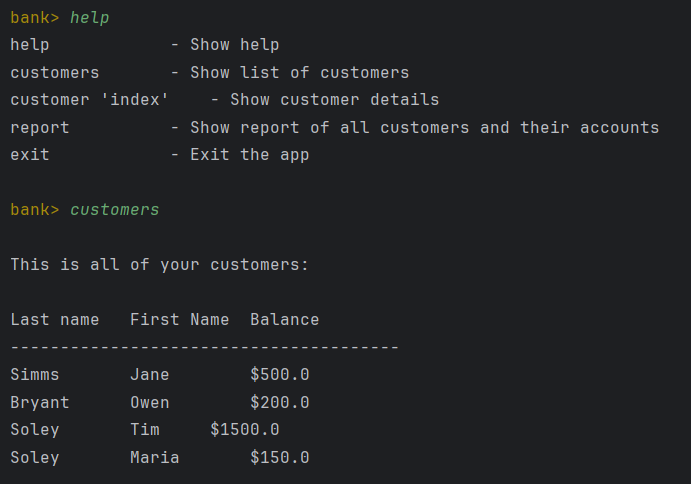 bank> help
help            - Show help
customers       - Show list of customers
customer 'index'    - Show customer details
report          - Show report of all customers and their accounts
exit            - Exit the app
bank> customers
This is all of your customers:
Last name   First Name  Balance
---------------------------------------
Simms       Jane        $500.0
Bryant      Owen        $200.0
Soley       Tim     $1500.0
Soley       Maria       $150.0